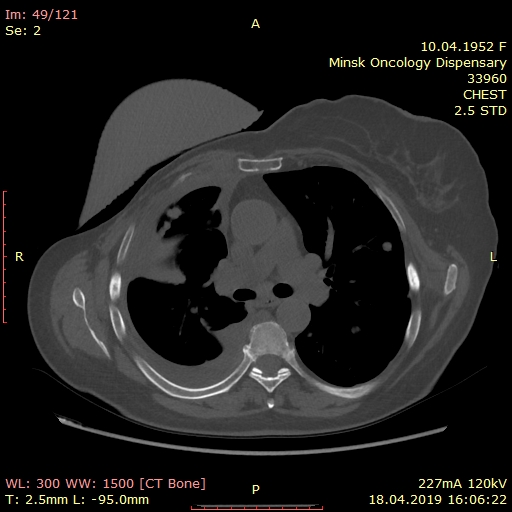 Im: 49/121
Se: 2
A
10.04.1952 F
Minsk Oncology Dispensary
33960
CHEST
2.5 STD
R
L
WL: 300 WW: 1500 [CT Bone]
T: 2.5mm L: -95.0mm
P
227mA 120kV
18.04.2019 16:06:22